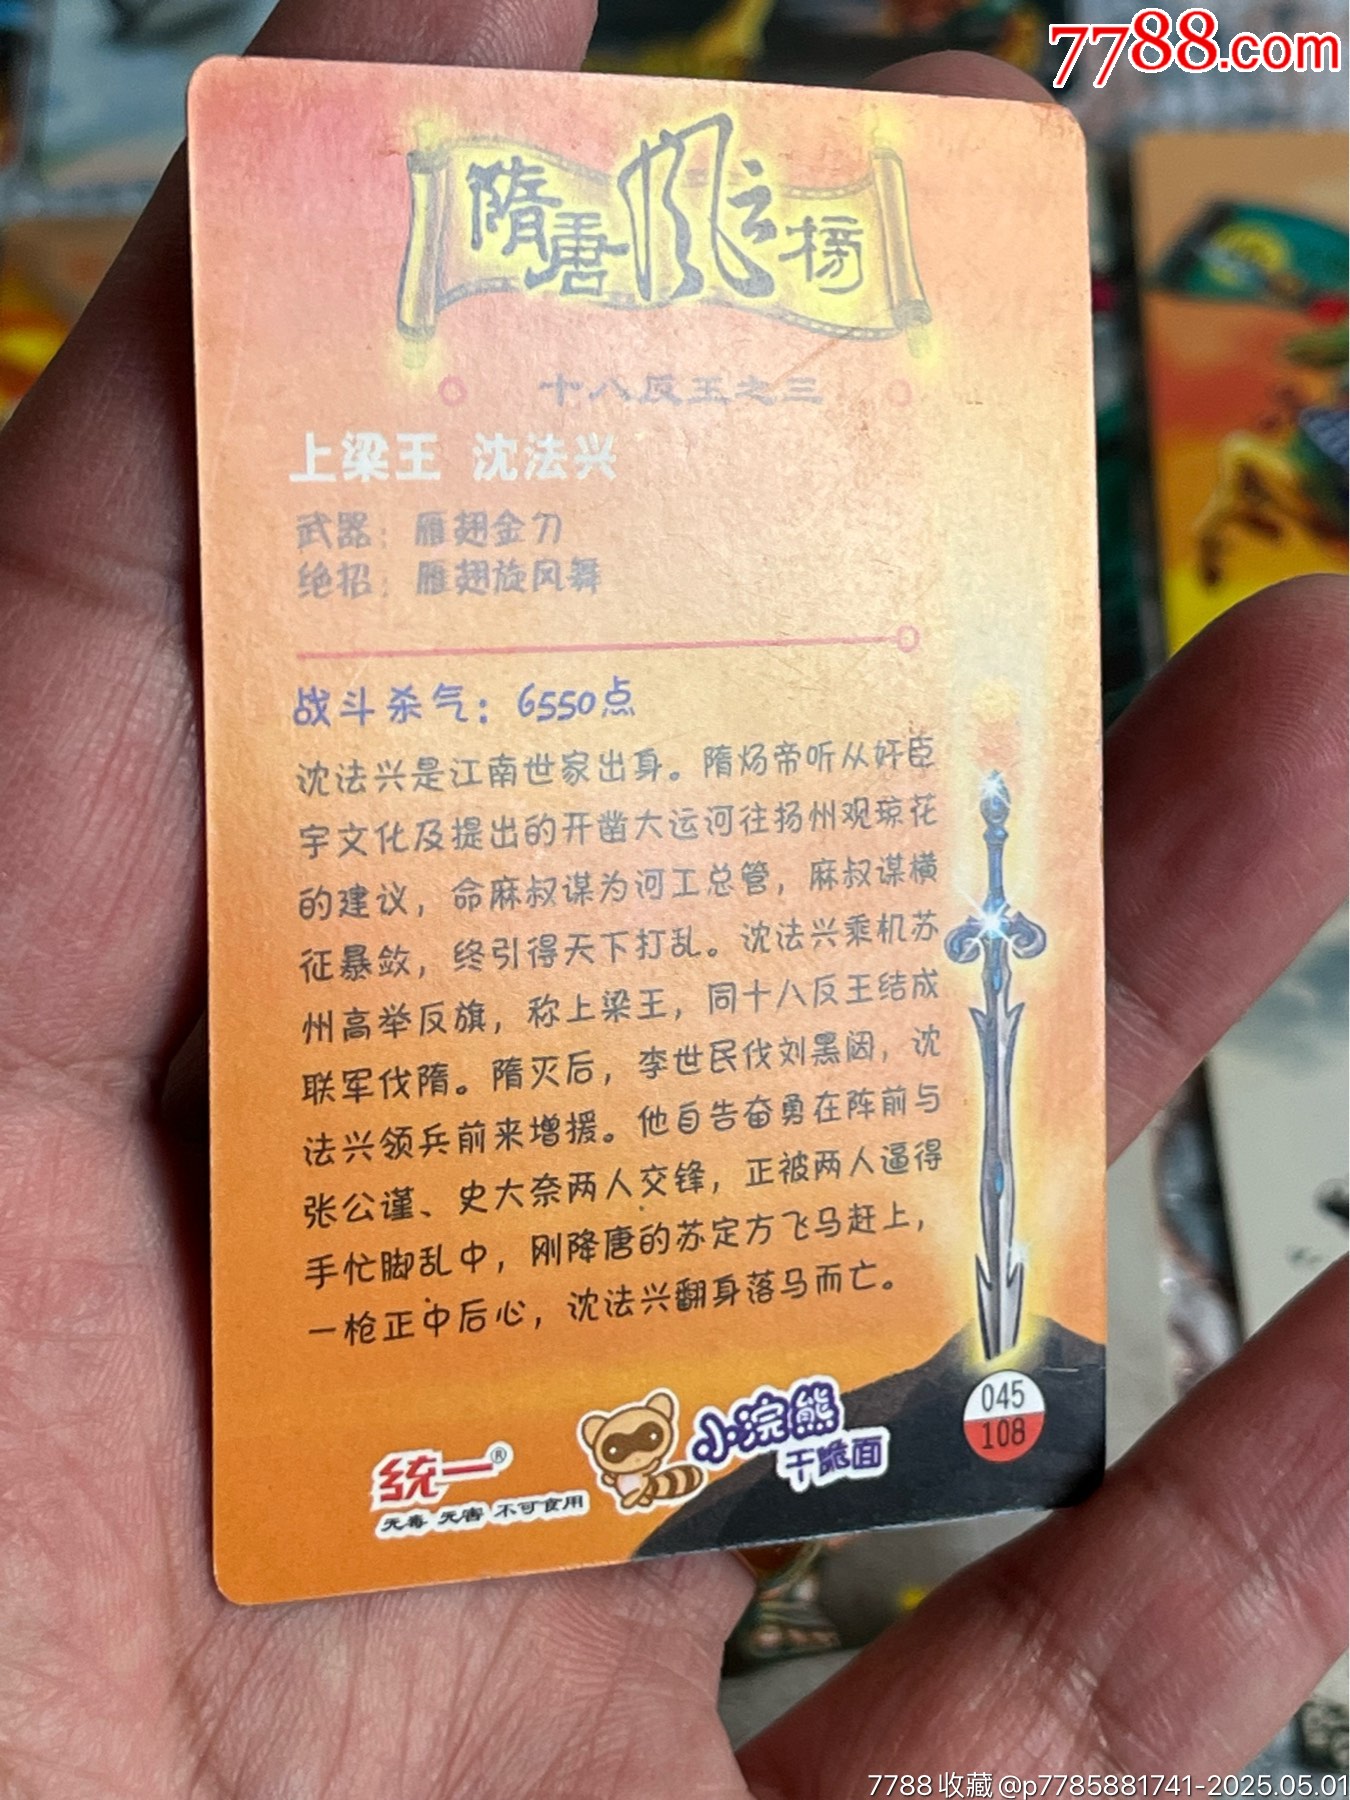 7788.com
隋唐风云榜
十八反王之三
上梁王 沈法兴
武器：雁翅金刀
绝招：雁翅旋风舞
战斗杀气：6550点
沈法兴是江南世家出身。隋炀帝听从奸臣
宇文化及提出的开凿大运河往扬州观琼花
的建议，命麻叔谋为河工总管，麻叔谋横
征暴敛，终引得天下打乱。沈法兴乘机苏
州高举反旗，称上梁王，同十八反王结成
联军伐隋。隋灭后，李世民伐刘黑闼，沈
法兴领兵前来增援。他自告奋勇在阵前与
张公谨、史大奈两人交锋，正被两人逼得
手忙脚乱中，刚降唐的苏定方飞马赶上，
一枪正中后心，沈法兴翻身落马而亡。
045
108
小浣熊
干脆面
统一®
无毒 无害 不可食用
7788收藏@p7785881741-2025.05.01